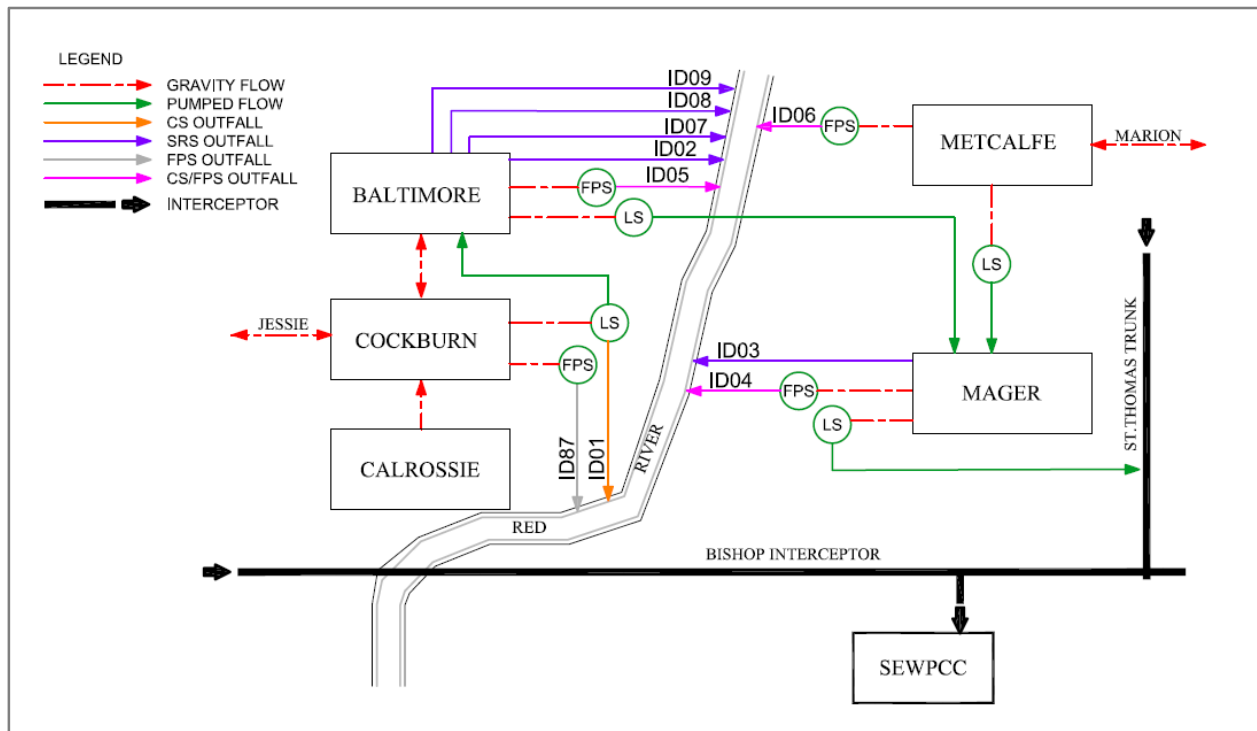 LEGEND
GRAVITY FLOW
PUMPED FLOW
CS OUTFALL
SRS OUTFALL
FPS OUTFALL
CS/FPS OUTFALL
INTERCEPTOR
ID09
ID08
ID07
ID02
ID05
FPS
LS
BALTIMORE
ID06
FPS
METCALFE
MARION
LS
JESSIE
COCKBURN
LS
FPS
CALROSSIE
ID87
ID01
RIVER
RED
ID03
ID04
FPS
LS
MAGER
ST.THOMAS TRUNK
BISHOP INTERCEPTOR
SEWPCC